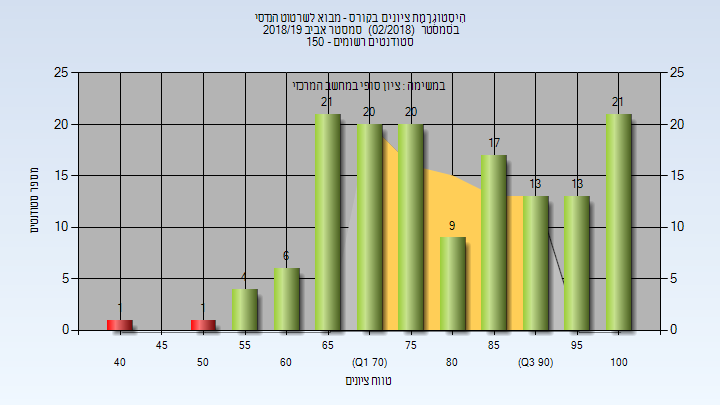 היסטוגרמת ציונים בקורס - מבוא לשרטוט הנדסי
בסמסטר (02/2018) סמסטר אביב 2018/19
סטודנטים רשומים - 150
במשימה : ציון סופי במחשב המרכזי
25 25
20 20
15 15
10 10
5 5
0 0
1 1 4 6 21 20 20 9 17 13 13 21
מספר סטודנטים
45 55 65 75 85 95
40 50 60 (Q1 70) 80 (Q3 90) 100
טווח ציונים